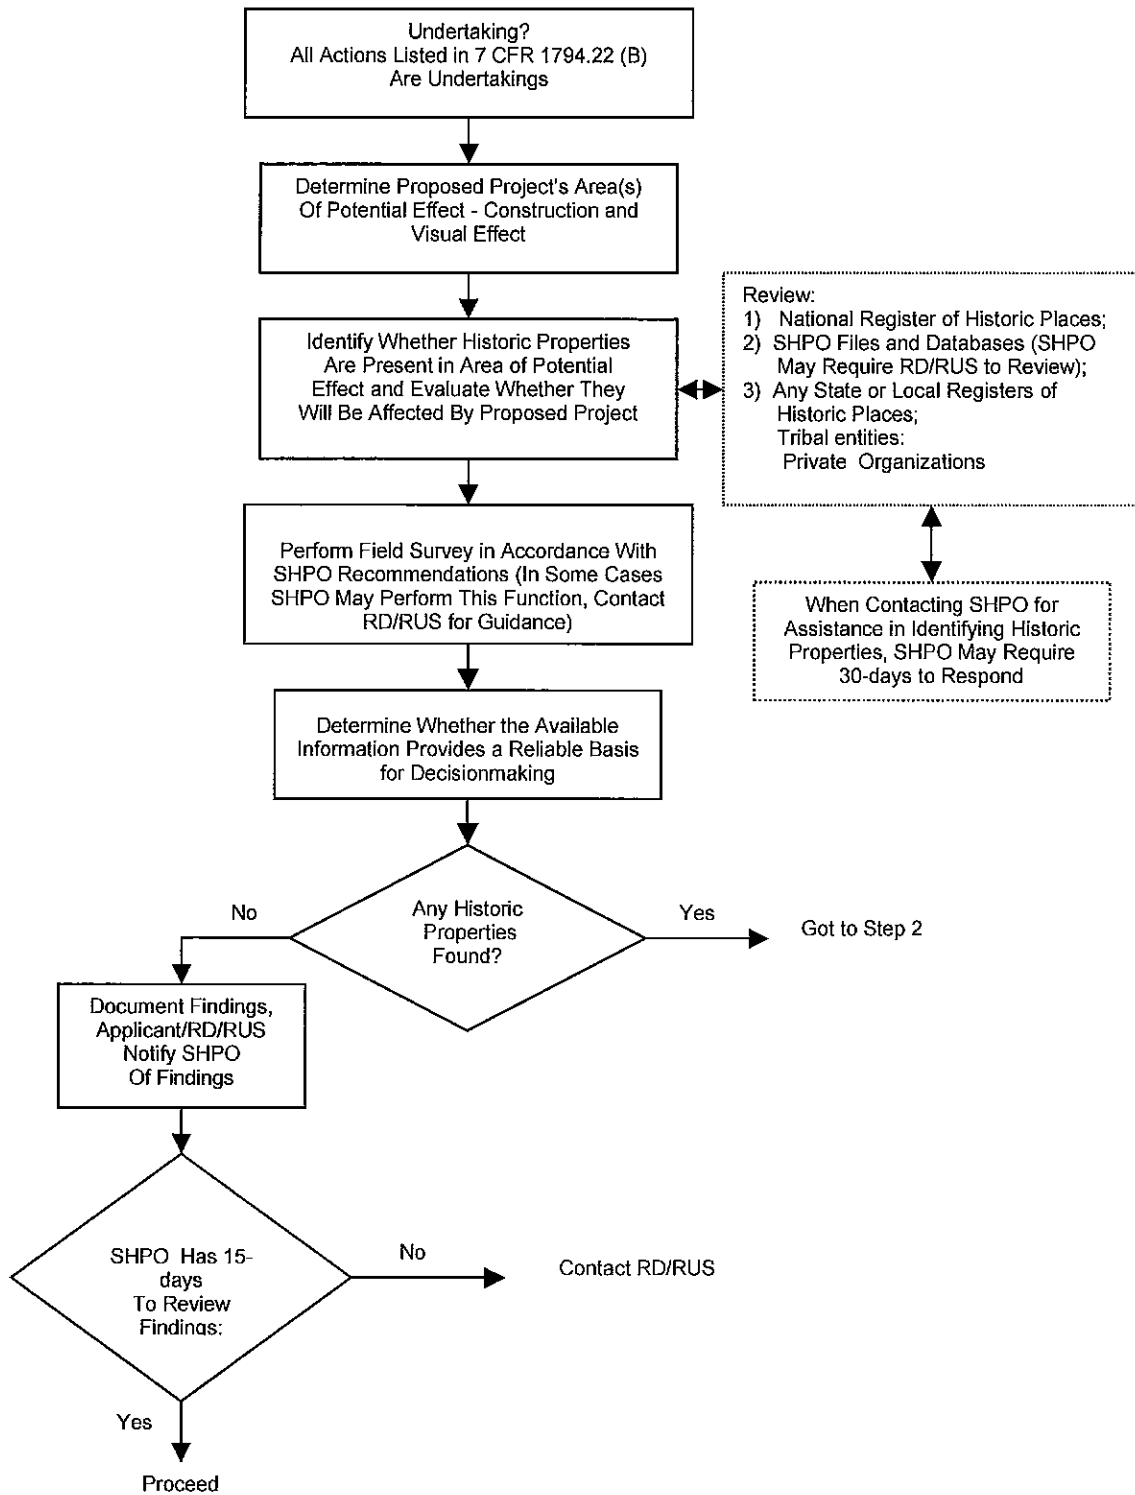 Undertaking?
All Actions Listed in 7 CFR 1794.22 (B)
Are Undertakings
Determine Proposed Project's Area(s)
Of Potential Effect - Construction and
Visual Effect
Identify Whether Historic Properties
Are Present in Area of Potential
Effect and Evaluate Whether They
Will Be Affected By Proposed Project
Review:
1) National Register of Historic Places;
2) SHPO Files and Databases (SHPO
May Require RD/RUS to Review);
3) Any State or Local Registers of
Historic Places;
Tribal entities:
Private Organizations
Perform Field Survey in Accordance With
SHPO Recommendations (In Some Cases
SHPO May Perform This Function, Contact
RD/RUS for Guidance)
When Contacting SHPO for
Assistance in Identifying Historic
Properties, SHPO May Require
30-days to Respond
Determine Whether the Available
Information Provides a Reliable Basis
for Decisionmaking
Any Historic
Properties
Found?
No
Yes
Got to Step 2
Document Findings,
Applicant/RD/RUS
Notify SHPO
Of Findings
SHPO Has 15-
days
To Review
Findings;
No
Contact RD/RUS
Yes
Proceed